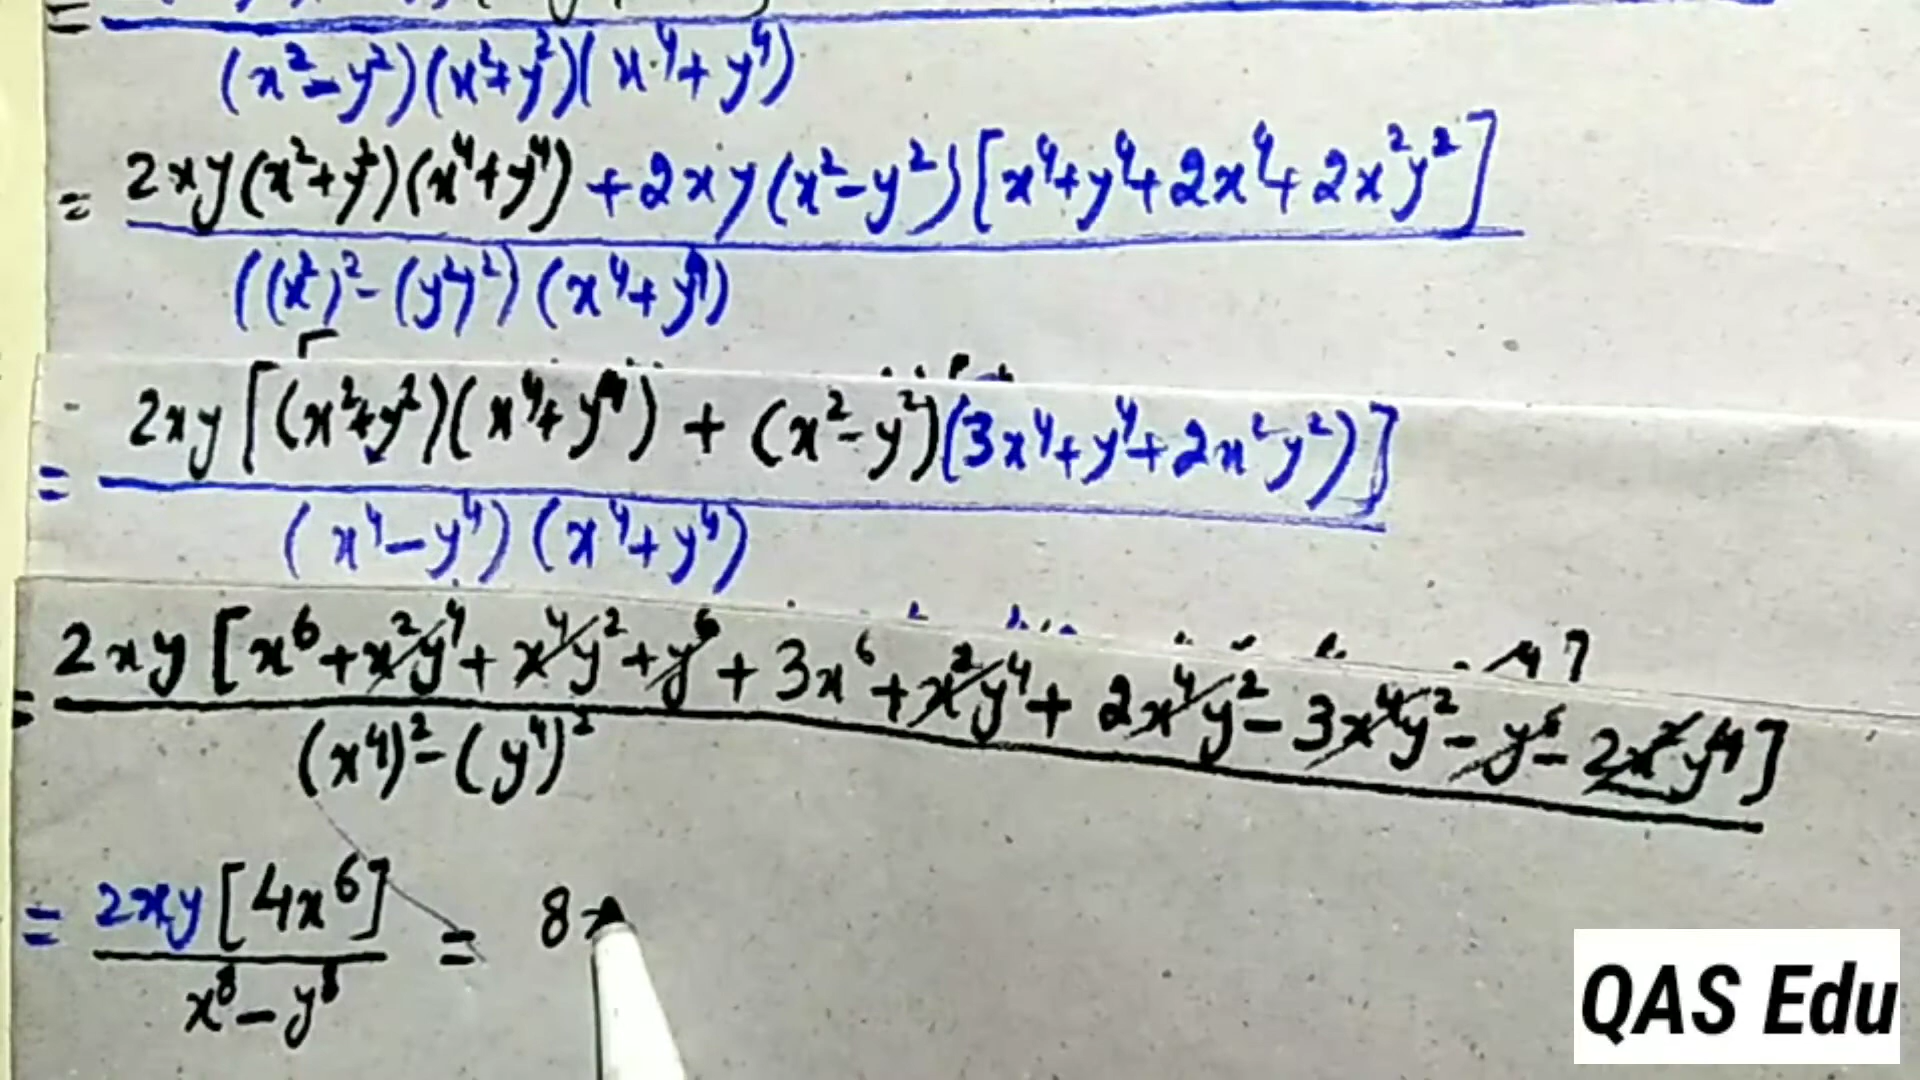 =
(x²-y²)(x²+y²)(x⁴+y⁴)
= 2xy(x²+y²)(x⁴+y⁴) + 2xy(x²-y²)[x⁴+y⁴+2x⁴+2x²y²]
((x²)²-(y²)²)(x⁴+y⁴)
= 2xy[(x²+y²)(x⁴+y⁴) + (x²-y²)(3x⁴+y⁴+2x²y²)]
(x⁴-y⁴)(x⁴+y⁴)
= 2xy[x⁶+x²y⁴+x⁴y²+y⁶+3x⁶+x²y⁴+2x⁴y²-3x⁴y²-y⁶-2x²y⁴]
(x⁴)²-(y⁴)²
= 2xy[4x⁶] = 8x
x⁸-y⁸
QAS Edu